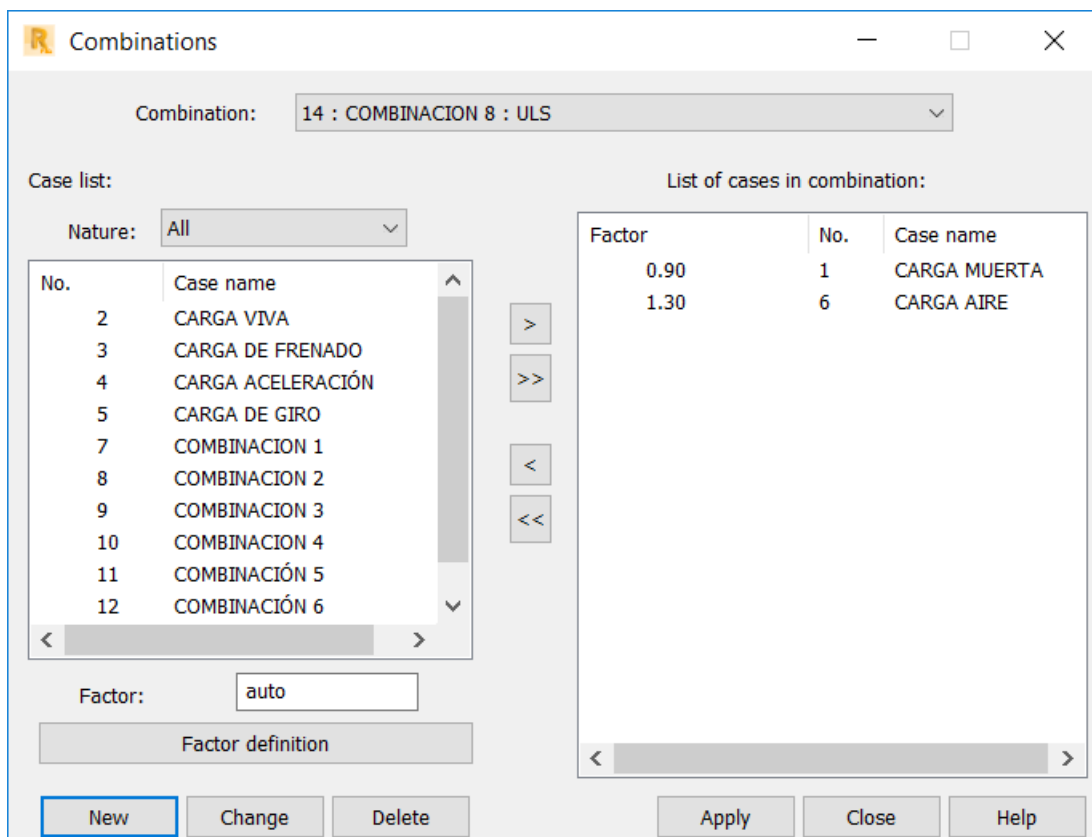 Combinations
Combination: 14 : COMBINACION 8 : ULS
Case list:
Nature: All
No. Case name
2 CARGA VIVA
3 CARGA DE FRENADO
4 CARGA ACELERACIÓN
5 CARGA DE GIRO
7 COMBINACION 1
8 COMBINACION 2
9 COMBINACION 3
10 COMBINACION 4
11 COMBINACIÓN 5
12 COMBINACIÓN 6
Factor: auto
Factor definition
New Change Delete
>
>>
<
<<
List of cases in combination:
Factor No. Case name
0.90 1 CARGA MUERTA
1.30 6 CARGA AIRE
Apply Close Help